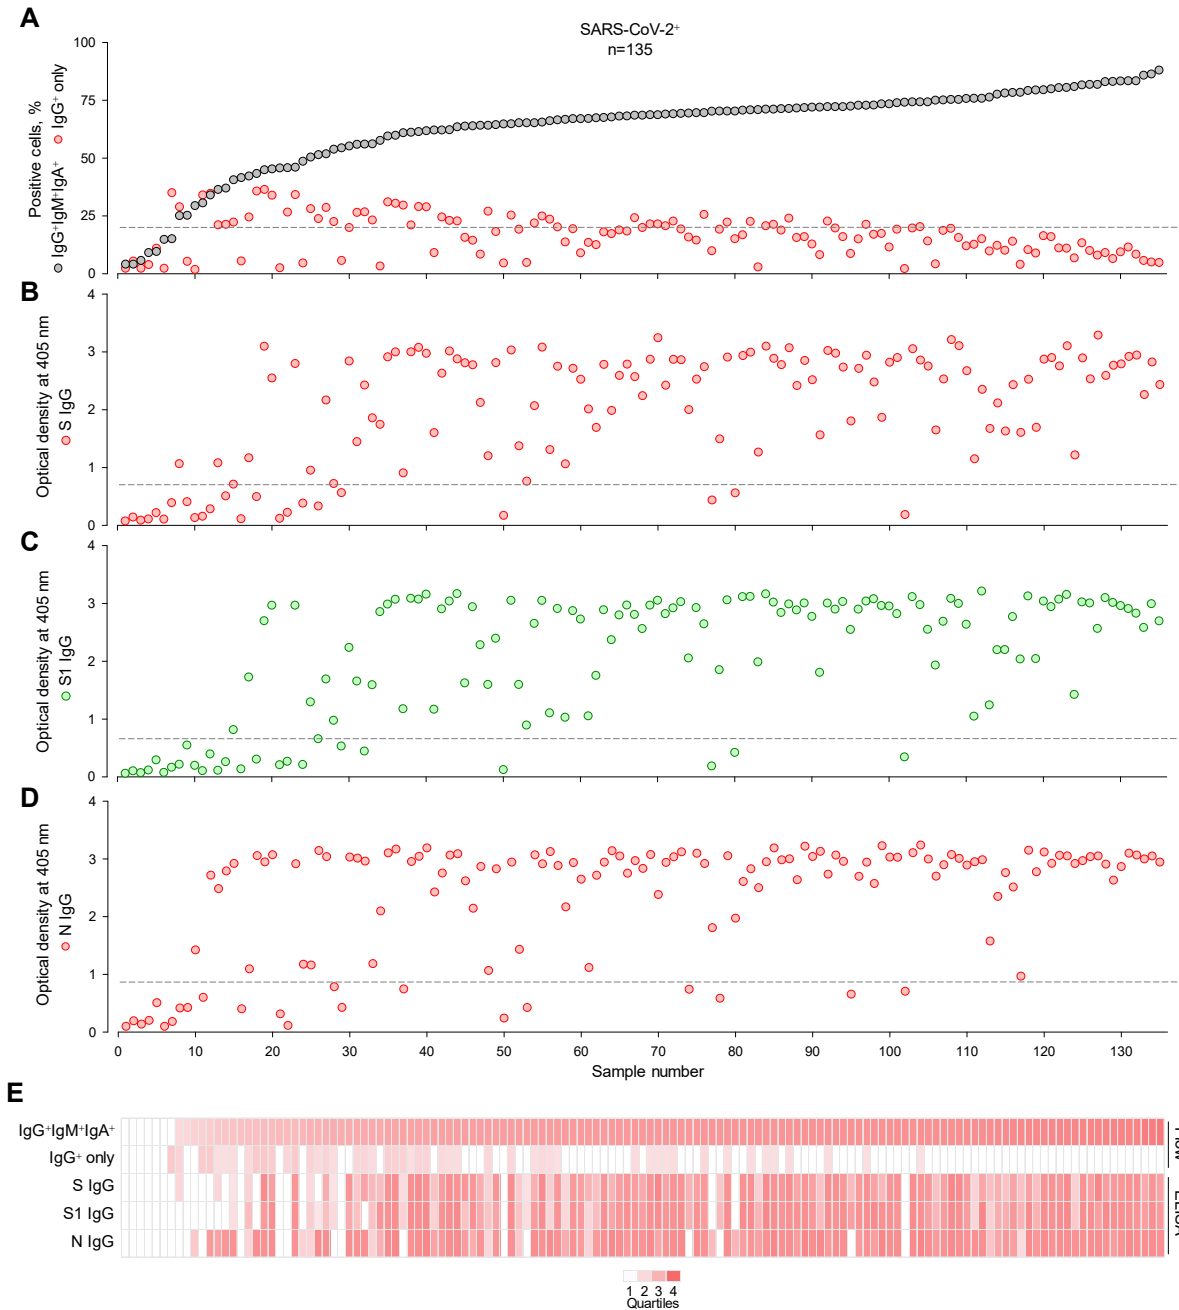 A
SARS-CoV-2⁺
n=135
Positive cells, %
IgG⁺IgM⁺IgA⁺
IgG⁺ only
100
75
50
25
0
B
Optical density at 405 nm
S IgG
4
3
2
1
0
C
Optical density at 405 nm
S1 IgG
4
3
2
1
0
D
Optical density at 405 nm
N IgG
4
3
2
1
0
0 10 20 30 40 50 60 70 80 90 100 110 120 130
Sample number
E
IgG⁺IgM⁺IgA⁺
IgG⁺ only
S IgG
S1 IgG
N IgG
1 2 3 4
Quartiles